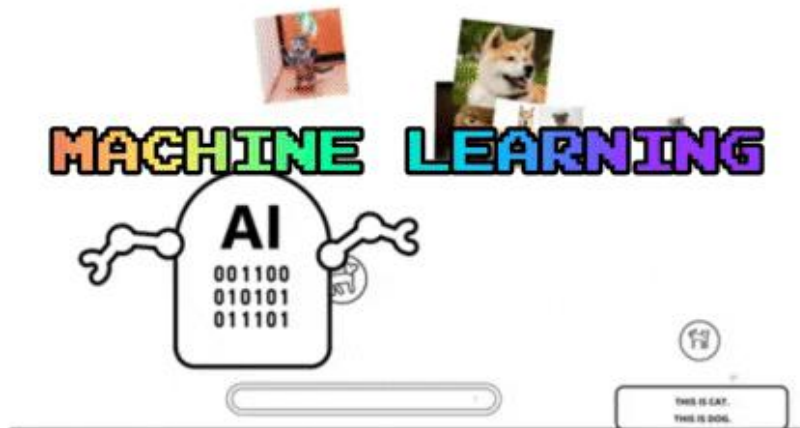 MACHINE LEARNING
AI
001100
010101
011101
THIS IS CAT.
THIS IS DOG.